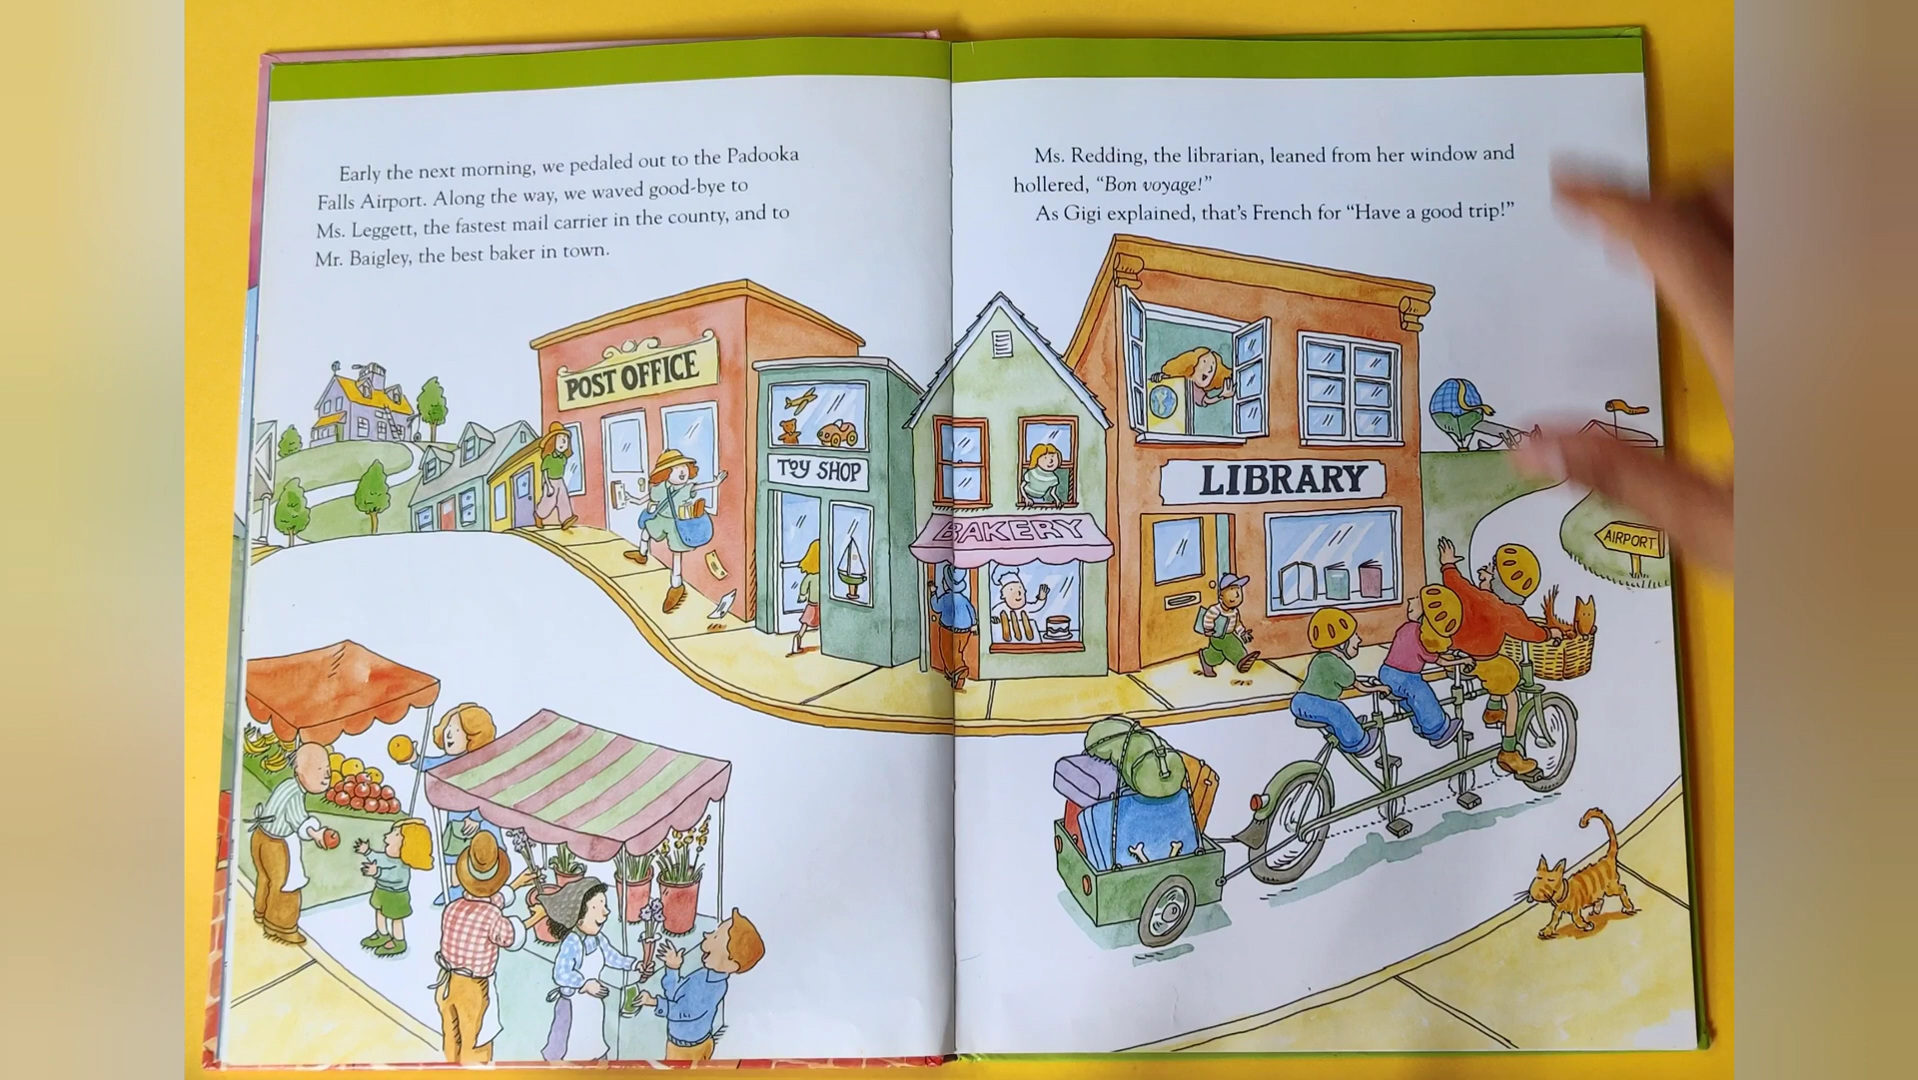 Early the next morning, we pedaled out to the Padooka
Falls Airport. Along the way, we waved good-bye to
Ms. Leggett, the fastest mail carrier in the county, and to
Mr. Baigley, the best baker in town.
Ms. Redding, the librarian, leaned from her window and
hollered, “Bon voyage!”
As Gigi explained, that’s French for “Have a good trip!”
POST OFFICE
TOY SHOP
BAKERY
LIBRARY
AIRPORT